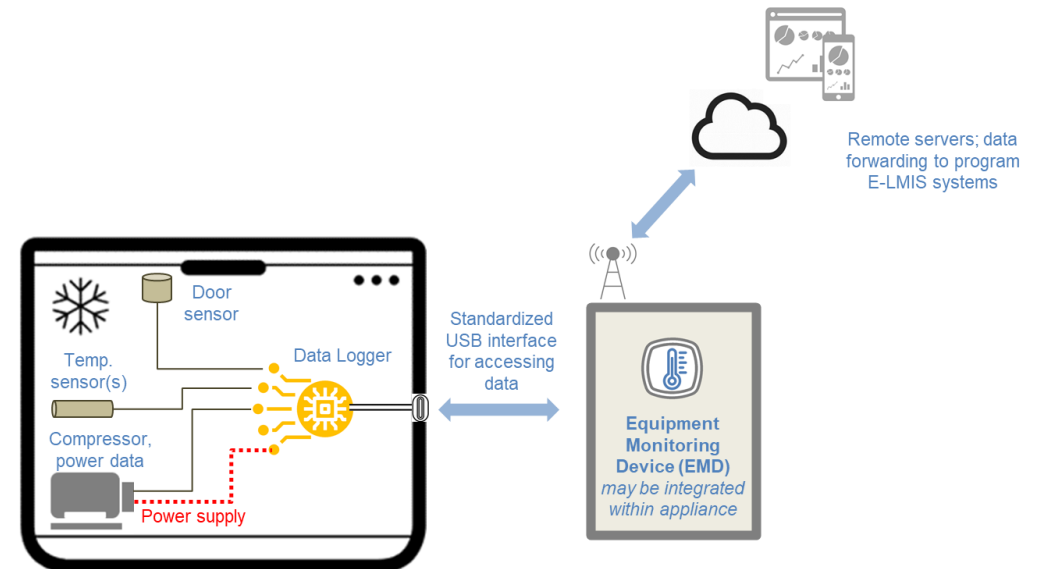 Remote servers; data
forwarding to program
E-LMIS systems
Door
sensor
Temp.
sensor(s)
Data Logger
Compressor,
power data
Power supply
Standardized
USB interface
for accessing
data
Equipment
Monitoring
Device (EMD)
may be integrated
within appliance